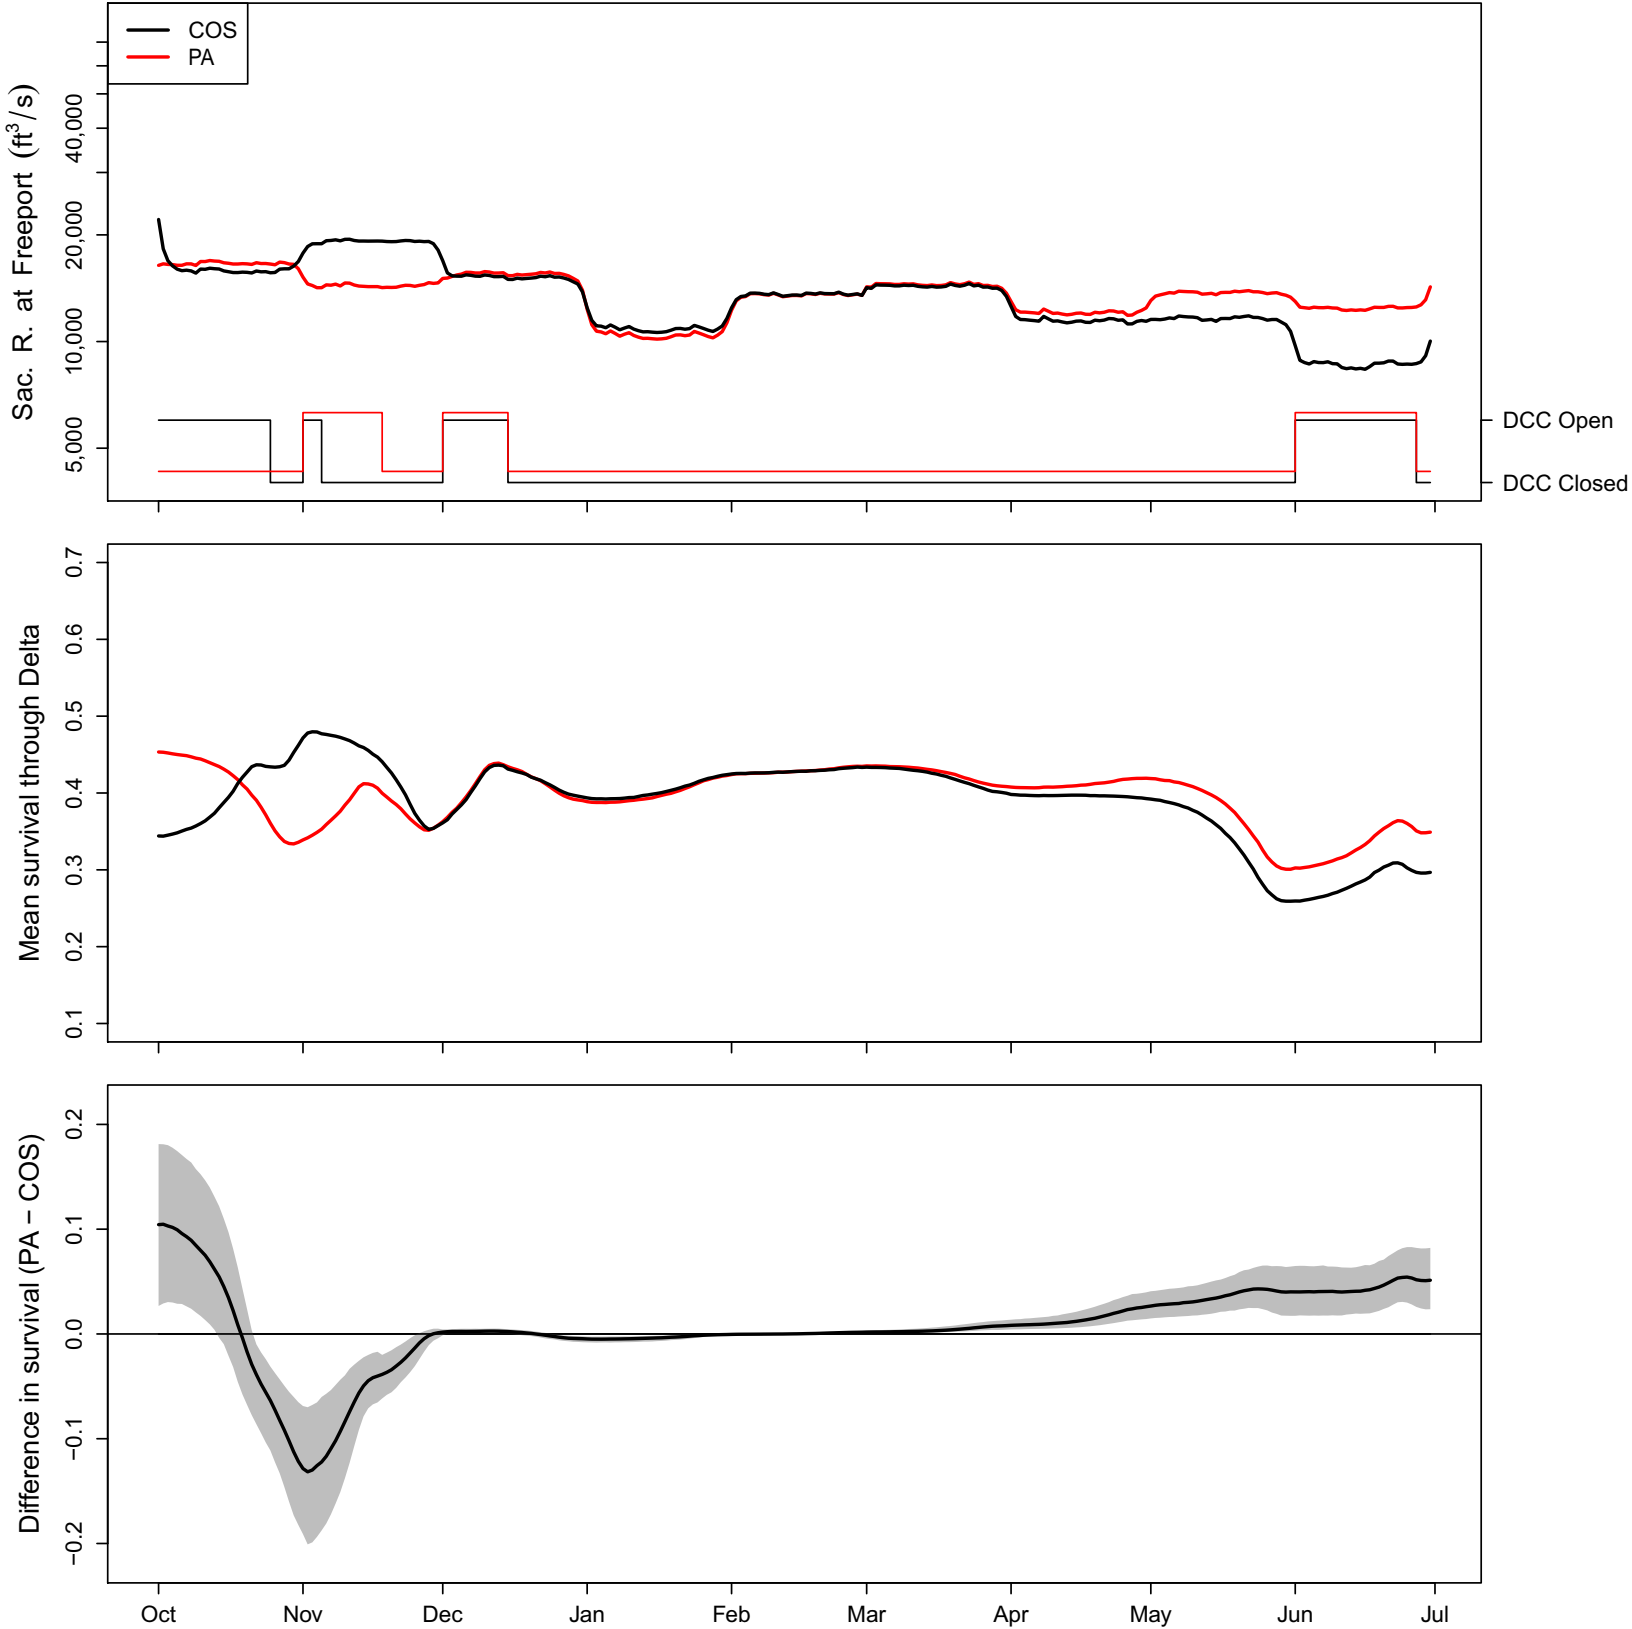 COS
PA
Sac. R. at Freeport (ft³/s)
40,000
20,000
10,000
5,000
DCC Open
DCC Closed
Mean survival through Delta
0.7
0.6
0.5
0.4
0.3
0.2
0.1
Difference in survival (PA − COS)
0.2
0.1
0.0
−0.1
−0.2
Oct Nov Dec Jan Feb Mar Apr May Jun Jul